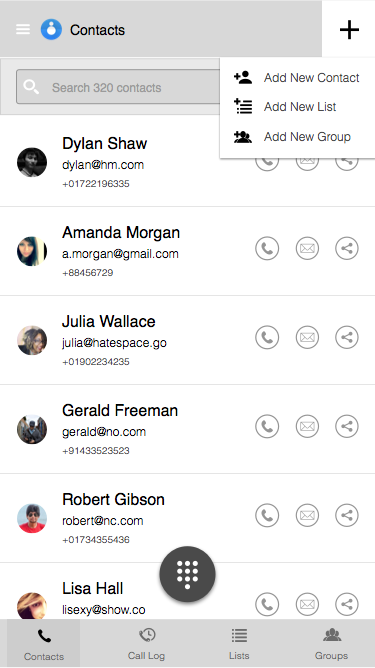 Contacts
Add New Contact
Search 320 contacts
Add New List
Add New Group
Dylan Shaw
dylan@hm.com
+01722196335
Amanda Morgan
a.morgan@gmail.com
+88456729
Julia Wallace
julia@hatespace.go
+01902234235
Gerald Freeman
gerald@no.com
+91433523523
Robert Gibson
robert@nc.com
+01734355436
Lisa Hall
lisexy@show.co
Contacts
Call Log
Lists
Groups